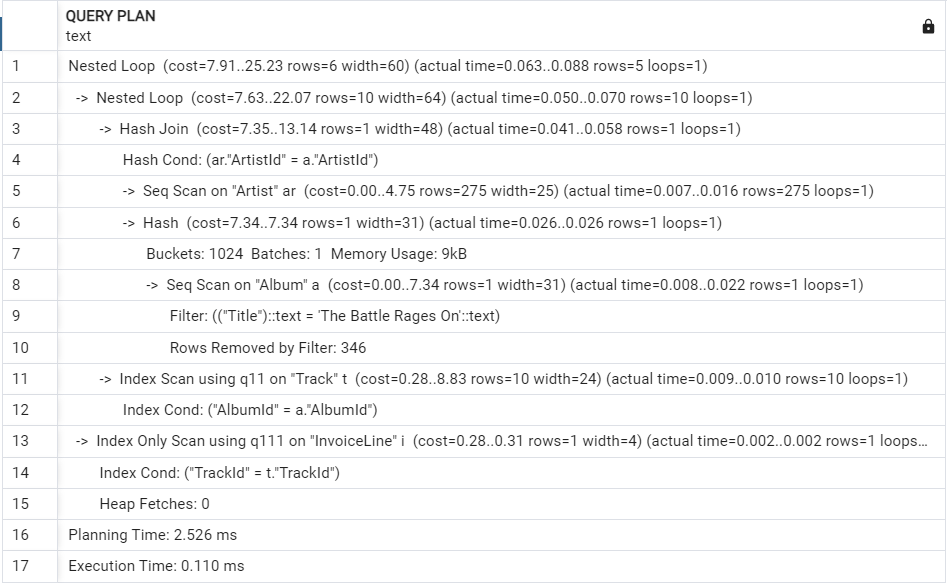 QUERY PLAN
text
1 Nested Loop (cost=7.91..25.23 rows=6 width=60) (actual time=0.063..0.088 rows=5 loops=1)
2 -> Nested Loop (cost=7.63..22.07 rows=10 width=64) (actual time=0.050..0.070 rows=10 loops=1)
3 -> Hash Join (cost=7.35..13.14 rows=1 width=48) (actual time=0.041..0.058 rows=1 loops=1)
4 Hash Cond: (ar."ArtistId" = a."ArtistId")
5 -> Seq Scan on "Artist" ar (cost=0.00..4.75 rows=275 width=25) (actual time=0.007..0.016 rows=275 loops=1)
6 -> Hash (cost=7.34..7.34 rows=1 width=31) (actual time=0.026..0.026 rows=1 loops=1)
7 Buckets: 1024 Batches: 1 Memory Usage: 9kB
8 -> Seq Scan on "Album" a (cost=0.00..7.34 rows=1 width=31) (actual time=0.008..0.022 rows=1 loops=1)
9 Filter: (("Title")::text = 'The Battle Rages On'::text)
10 Rows Removed by Filter: 346
11 -> Index Scan using q11 on "Track" t (cost=0.28..8.83 rows=10 width=24) (actual time=0.009..0.010 rows=10 loops=1)
12 Index Cond: ("AlbumId" = a."AlbumId")
13 -> Index Only Scan using q111 on "InvoiceLine" i (cost=0.28..0.31 rows=1 width=4) (actual time=0.002..0.002 rows=1 loops...
14 Index Cond: ("TrackId" = t."TrackId")
15 Heap Fetches: 0
16 Planning Time: 2.526 ms
17 Execution Time: 0.110 ms